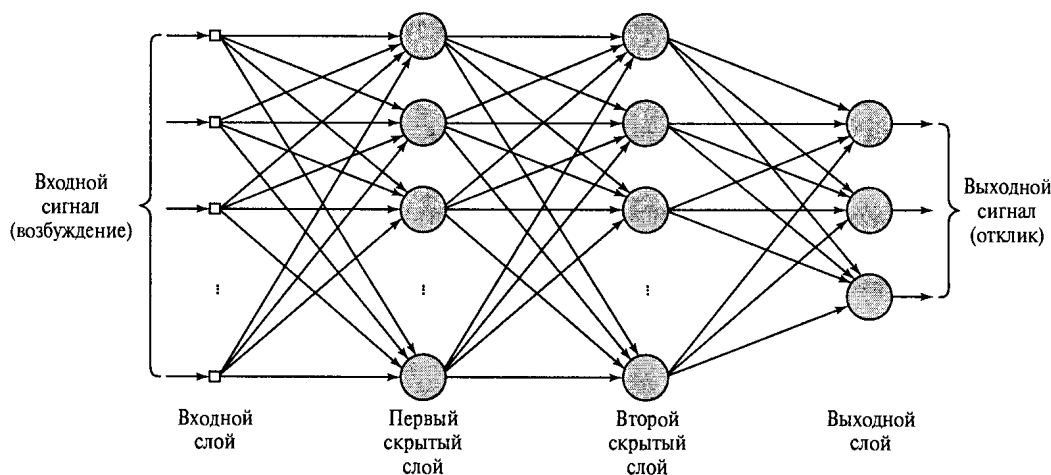 Входной
сигнал
(возбуждение)
Выходной
сигнал
(отклик)
Входной
слой
Первый
скрытый
слой
Второй
скрытый
слой
Выходной
слой